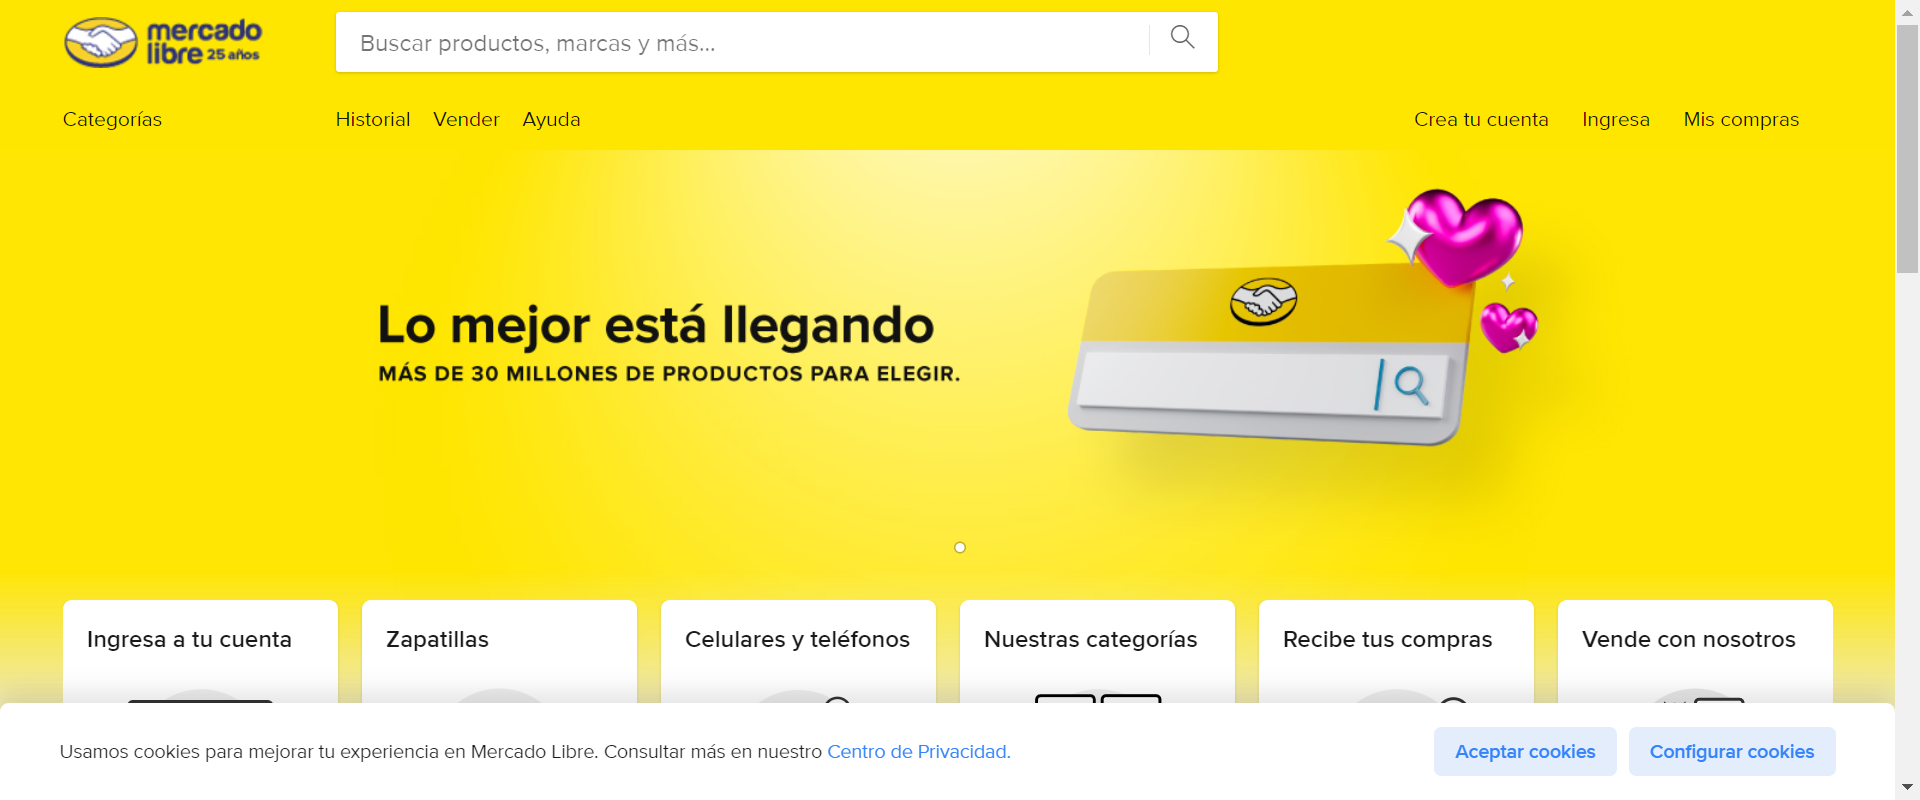 mercado
libre 25 años
Buscar productos, marcas y más...
Categorías
Historial Vender Ayuda
Crea tu cuenta Ingresa Mis compras
Lo mejor está llegando
MÁS DE 30 MILLONES DE PRODUCTOS PARA ELEGIR.
Ingresa a tu cuenta
Zapatillas
Celulares y teléfonos
Nuestras categorías
Recibe tus compras
Vende con nosotros
Usamos cookies para mejorar tu experiencia en Mercado Libre. Consultar más en nuestro Centro de Privacidad.
Aceptar cookies
Configurar cookies